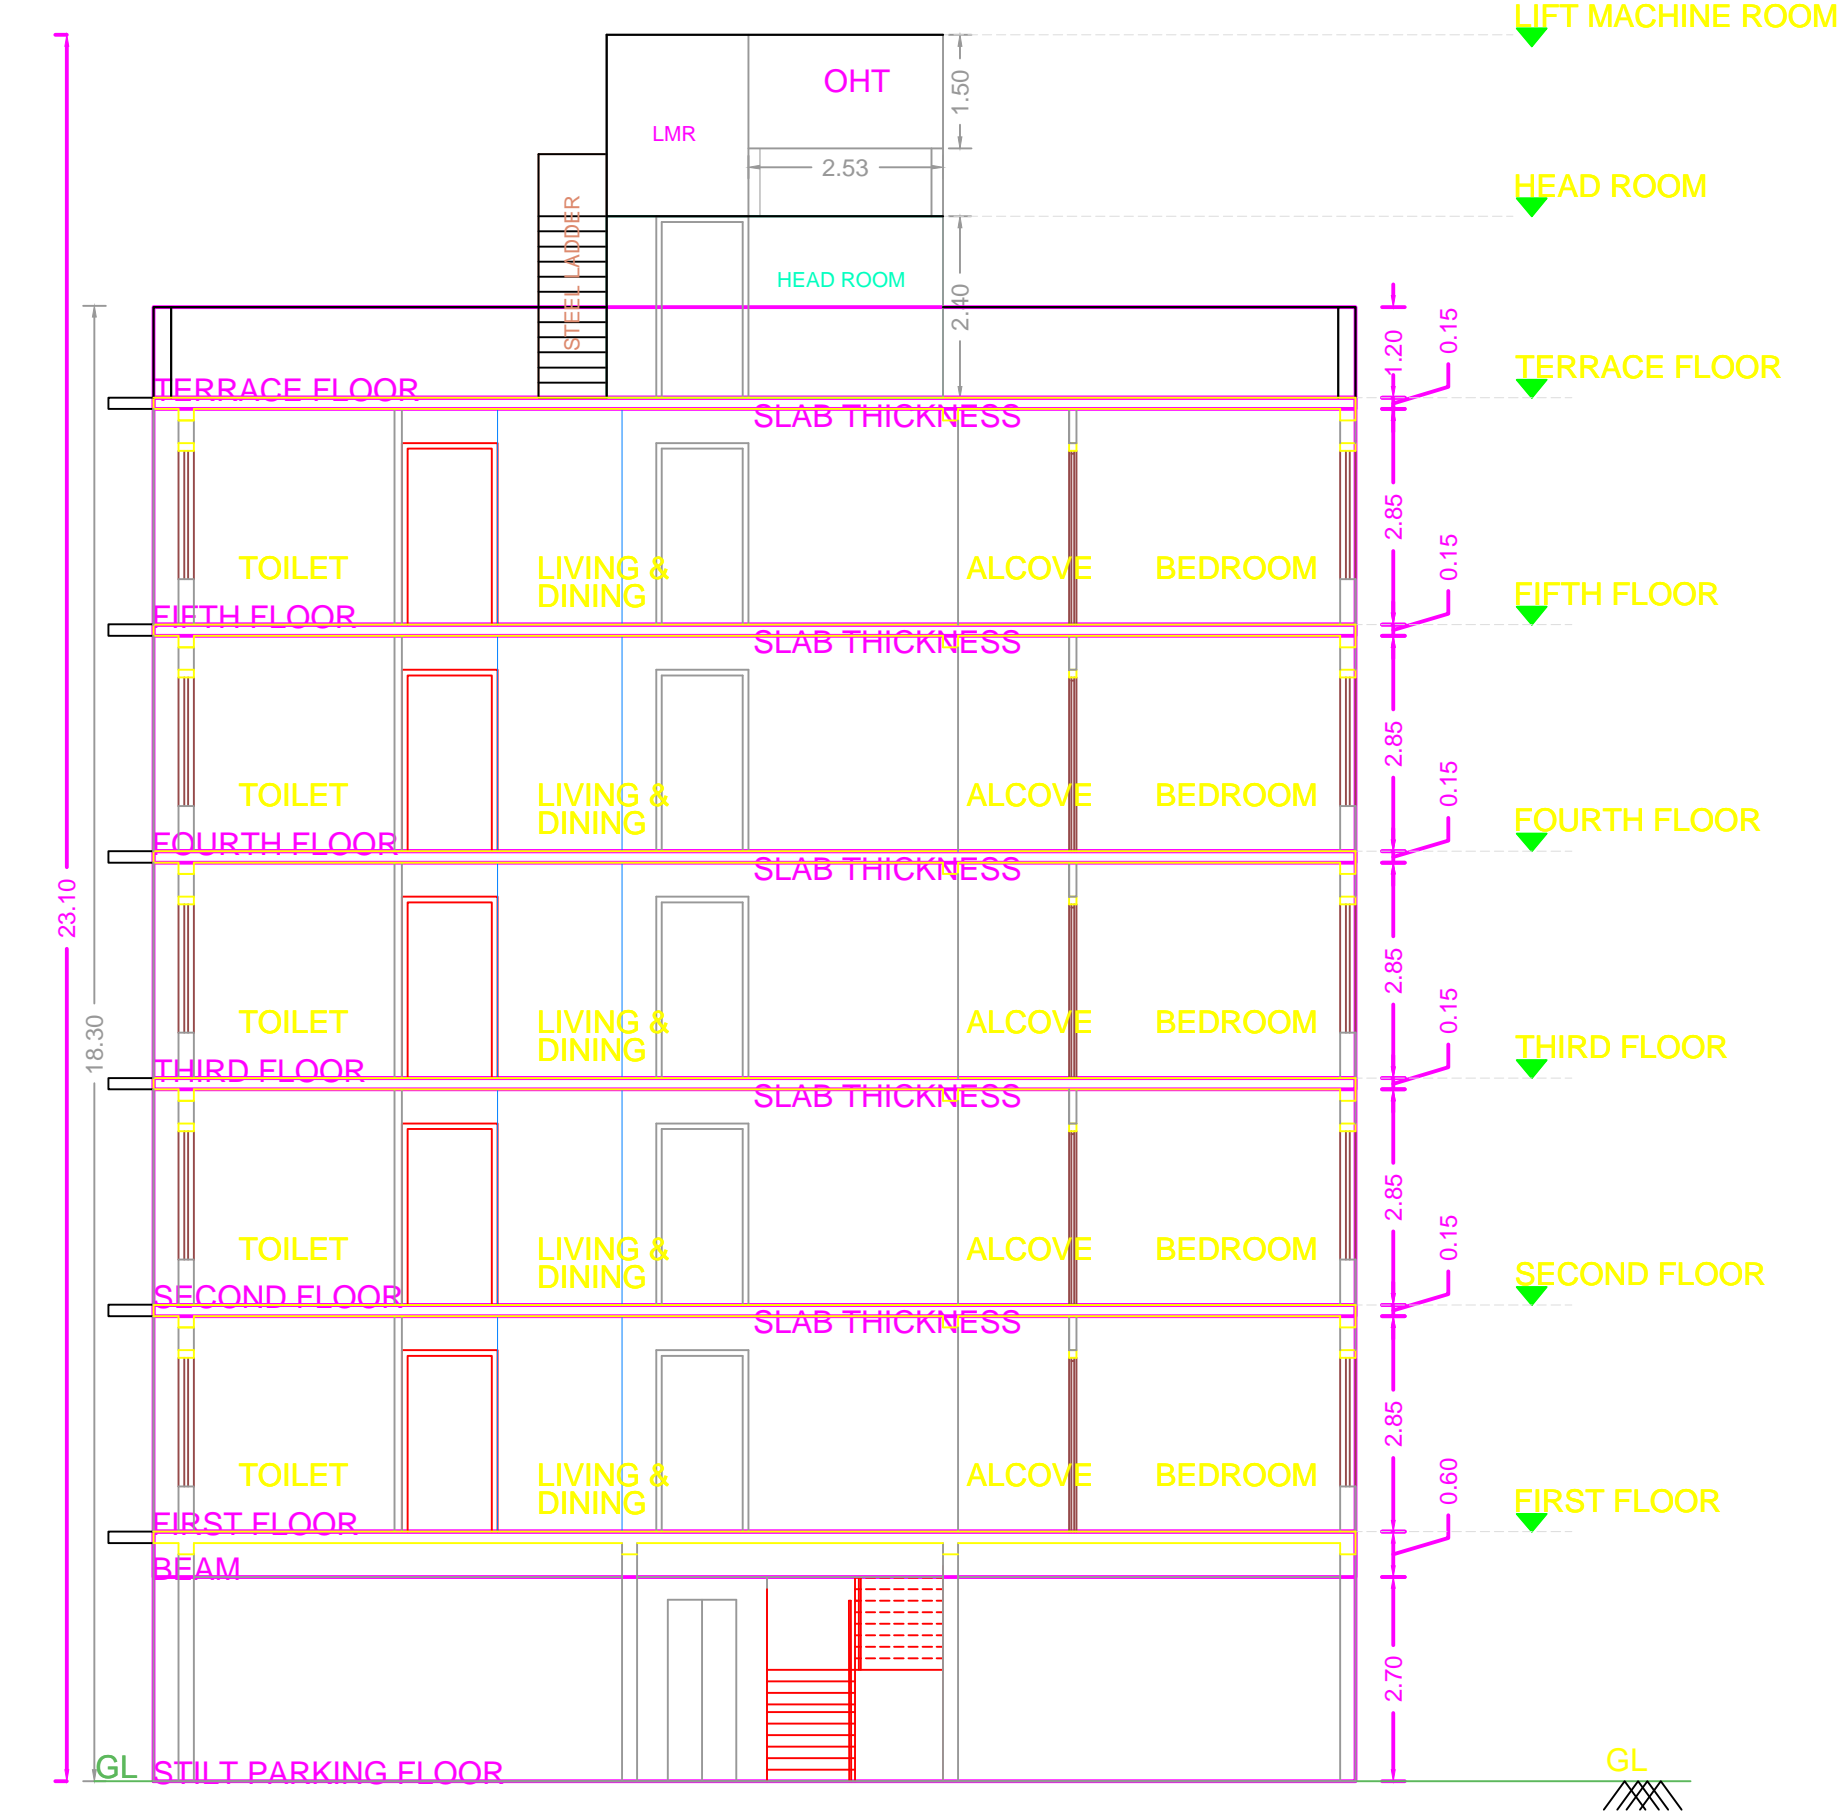 LIFT MACHINE ROOM
OHT
1.50
LMR
2.53
HEAD ROOM
STEEL LADDER
HEAD ROOM
2.40
1.20
0.15
TERRACE FLOOR
TERRACE FLOOR
SLAB THICKNESS
2.85
0.15
TOILET
LIVING &
DINING
ALCOVE
BEDROOM
FIFTH FLOOR
FIFTH FLOOR
SLAB THICKNESS
2.85
0.15
TOILET
LIVING &
DINING
ALCOVE
BEDROOM
FOURTH FLOOR
FOURTH FLOOR
SLAB THICKNESS
23.10
2.85
0.15
18.30
TOILET
LIVING &
DINING
ALCOVE
BEDROOM
THIRD FLOOR
THIRD FLOOR
SLAB THICKNESS
2.85
0.15
TOILET
LIVING &
DINING
ALCOVE
BEDROOM
SECOND FLOOR
SECOND FLOOR
SLAB THICKNESS
2.85
0.60
TOILET
LIVING &
DINING
ALCOVE
BEDROOM
FIRST FLOOR
FIRST FLOOR
BEAM
2.70
GL
STILT PARKING FLOOR
GL